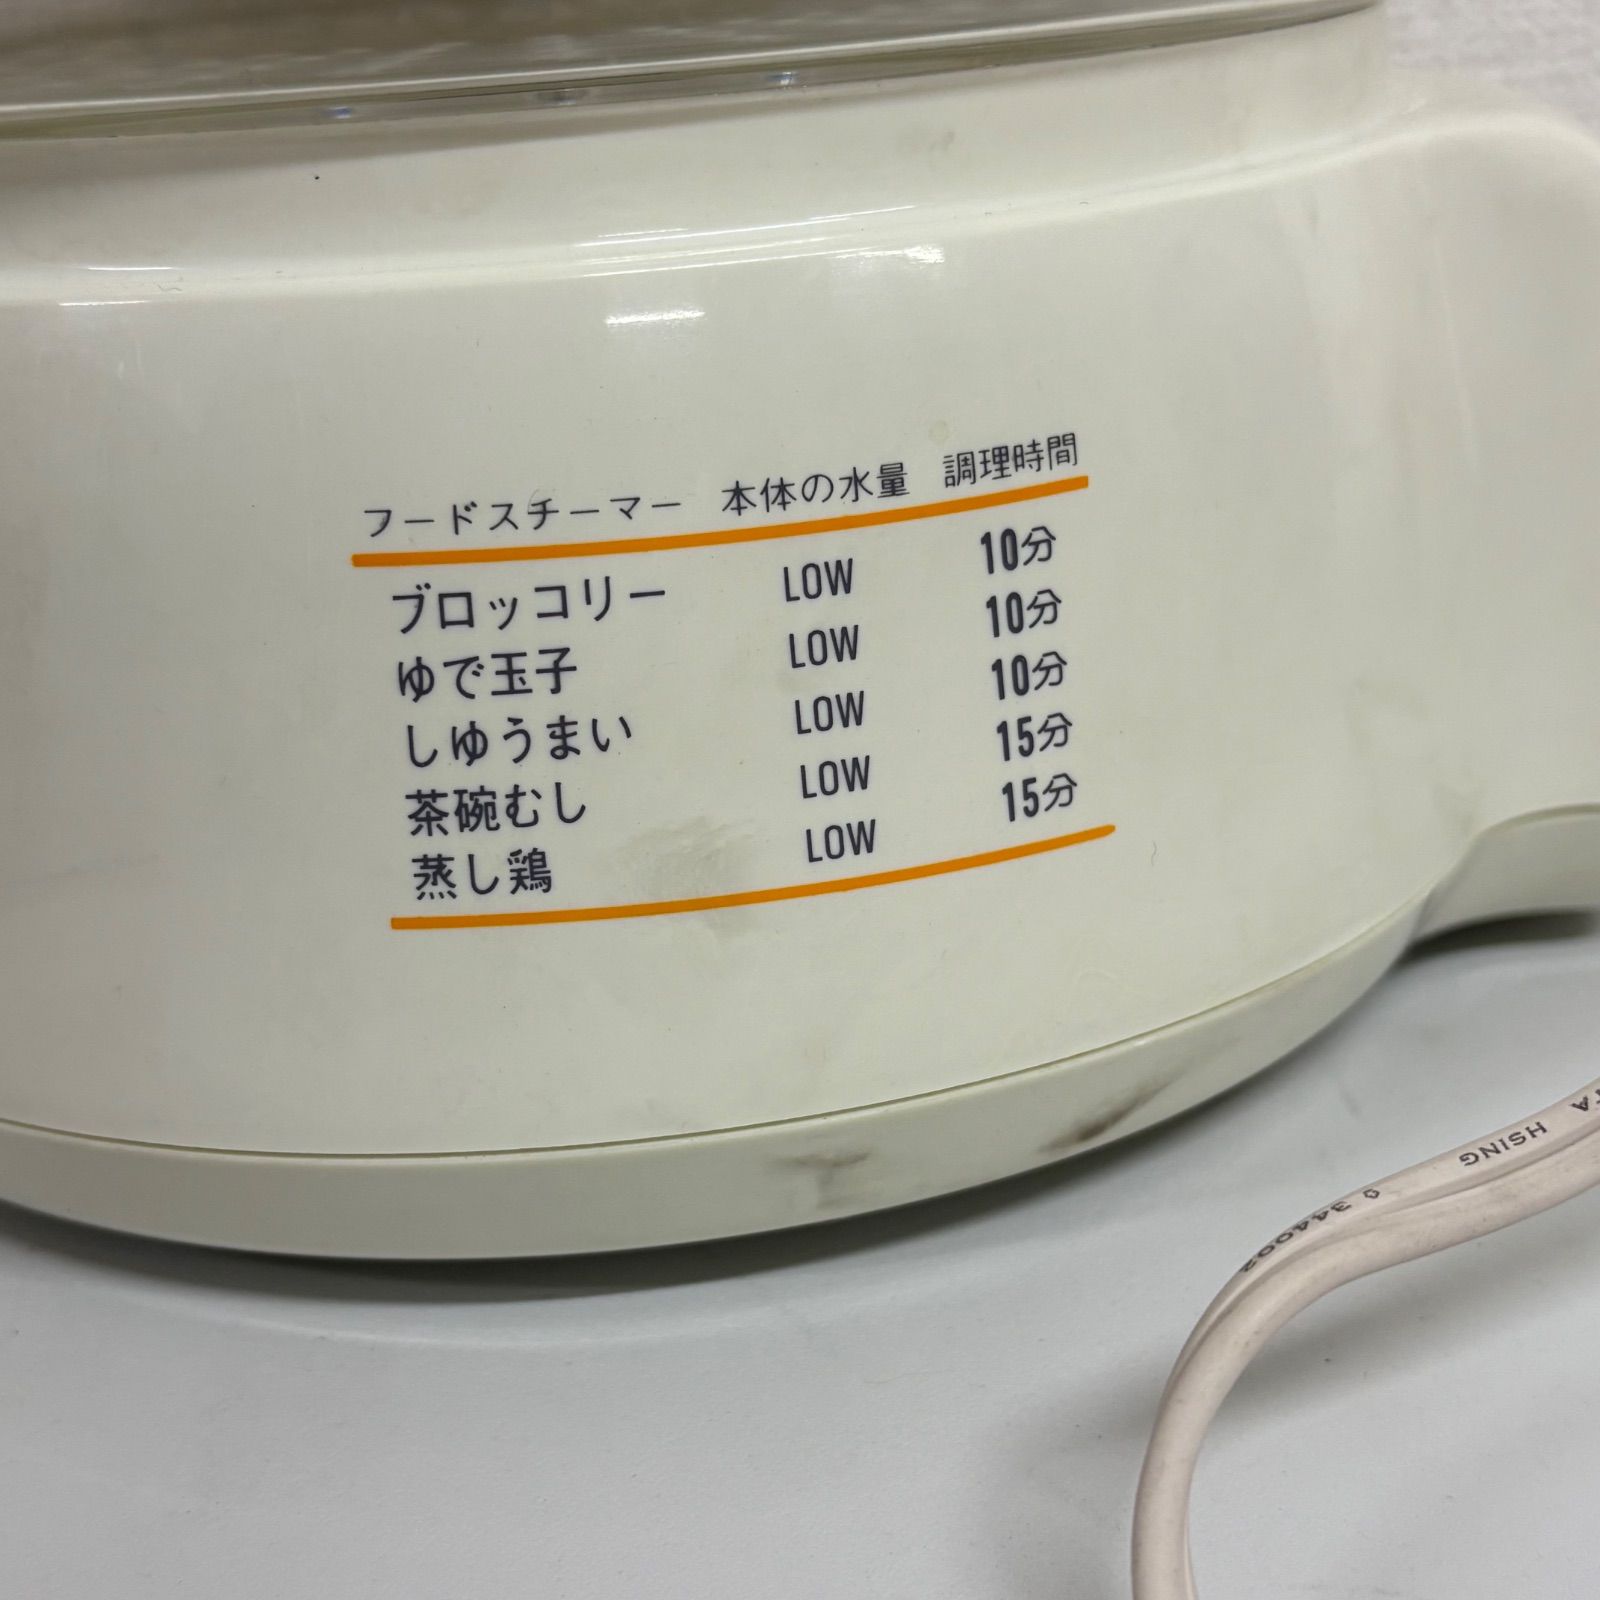 フードスチーマー 本体の水量 調理時間
ブロッコリー LOW 10分
ゆで玉子 LOW 10分
しゆうまい LOW 10分
茶碗むし LOW 15分
蒸し鶏 LOW 15分
HSING
344002